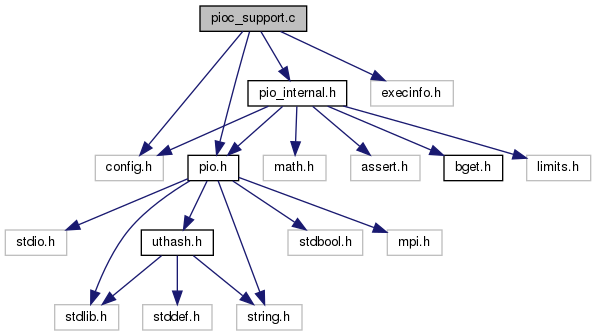 pioc_support.c
pio_internal.h
execinfo.h
config.h
pio.h
math.h
assert.h
bget.h
limits.h
stdio.h
uthash.h
stdbool.h
mpi.h
stdlib.h
stddef.h
string.h